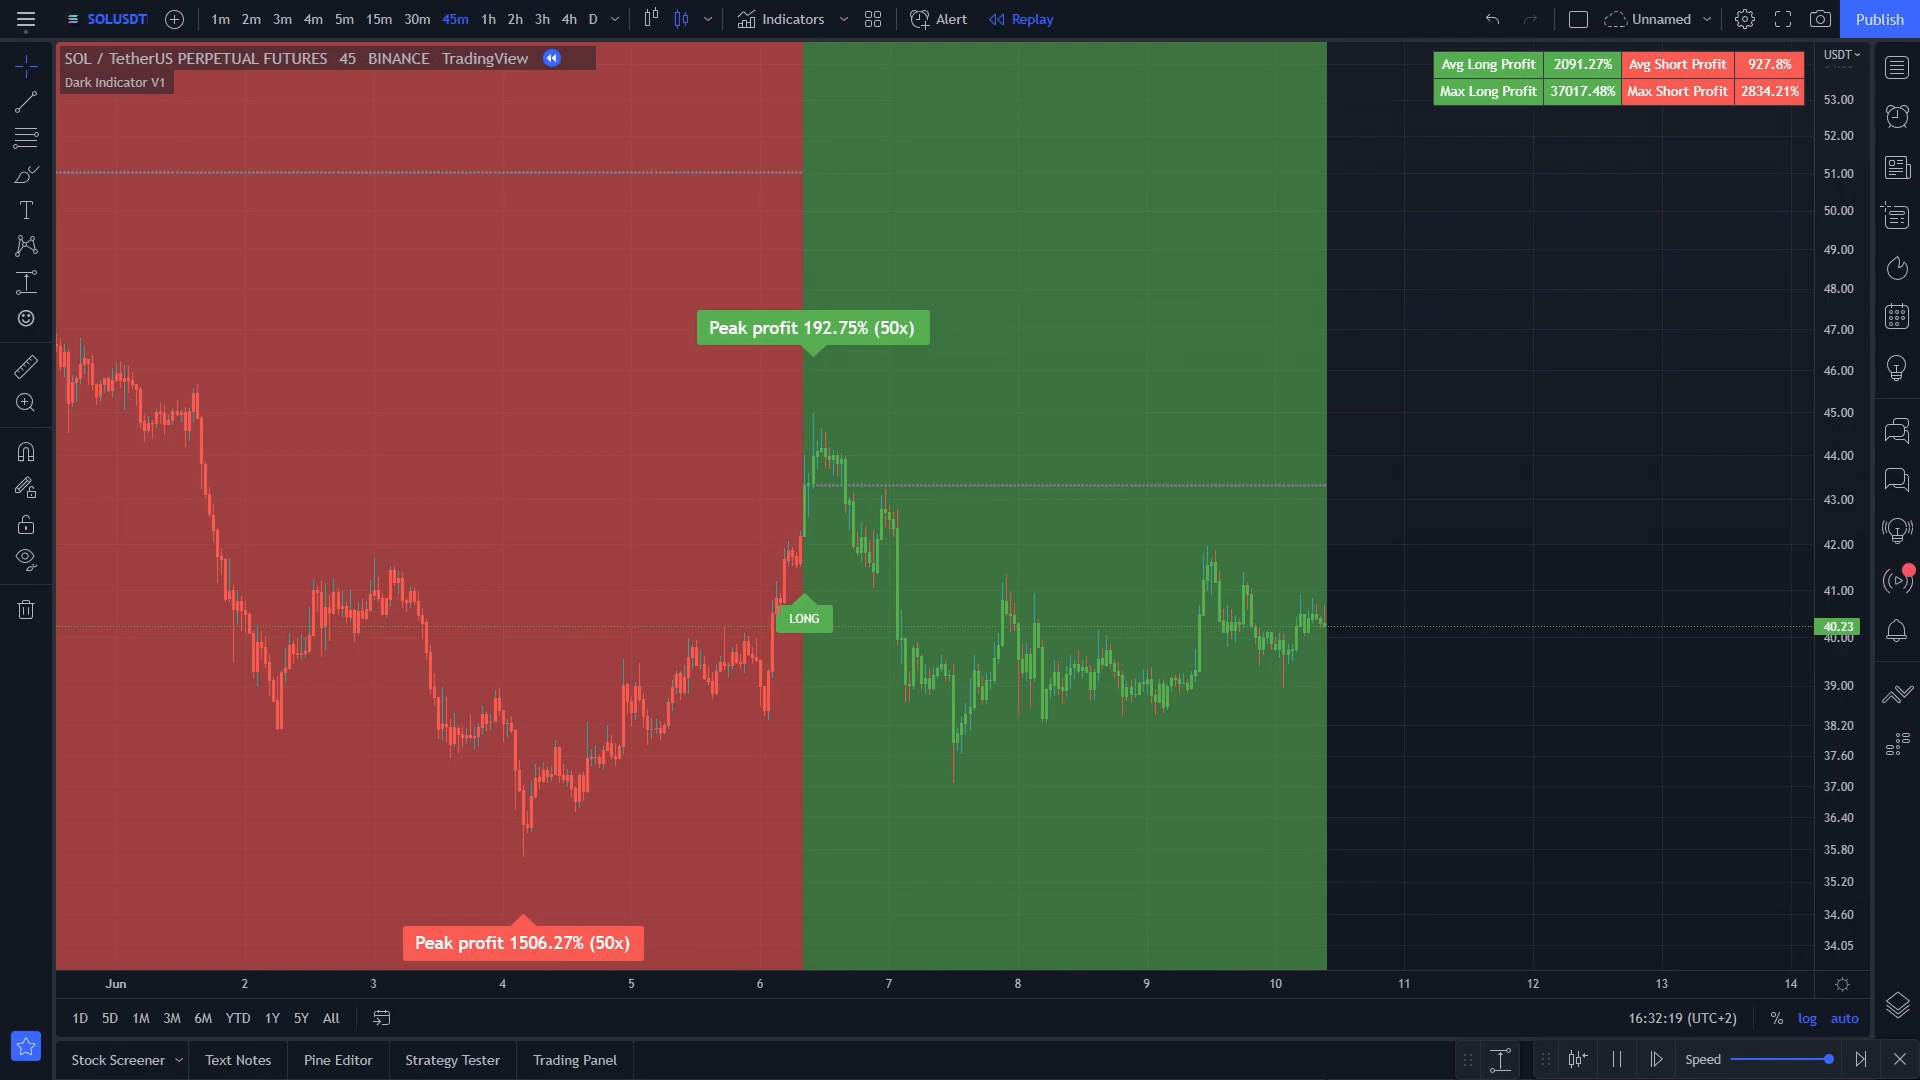 SOLUSDT 1m 2m 3m 4m 5m 15m 30m 45m 1h 2h 3h 4h D Indicators Alert Replay Unnamed Publish
SOL / TetherUS PERPETUAL FUTURES 45 BINANCE TradingView
Dark Indicator V1
Avg Long Profit 2091.27% Avg Short Profit 927.8%
Max Long Profit 37017.48% Max Short Profit 2834.21%
USDT
53.00
52.00
51.00
50.00
49.00
48.00
47.00
46.00
45.00
44.00
43.00
42.00
41.00
40.23
40.00
39.00
38.20
37.60
37.00
36.40
35.80
35.20
34.60
34.05
Peak profit 192.75% (50x)
LONG
Peak profit 1506.27% (50x)
Jun 2 3 4 5 6 7 8 9 10 11 12 13 14
1D 5D 1M 3M 6M YTD 1Y 5Y All 16:32:19 (UTC+2) % log auto
Stock Screener Text Notes Pine Editor Strategy Tester Trading Panel Speed